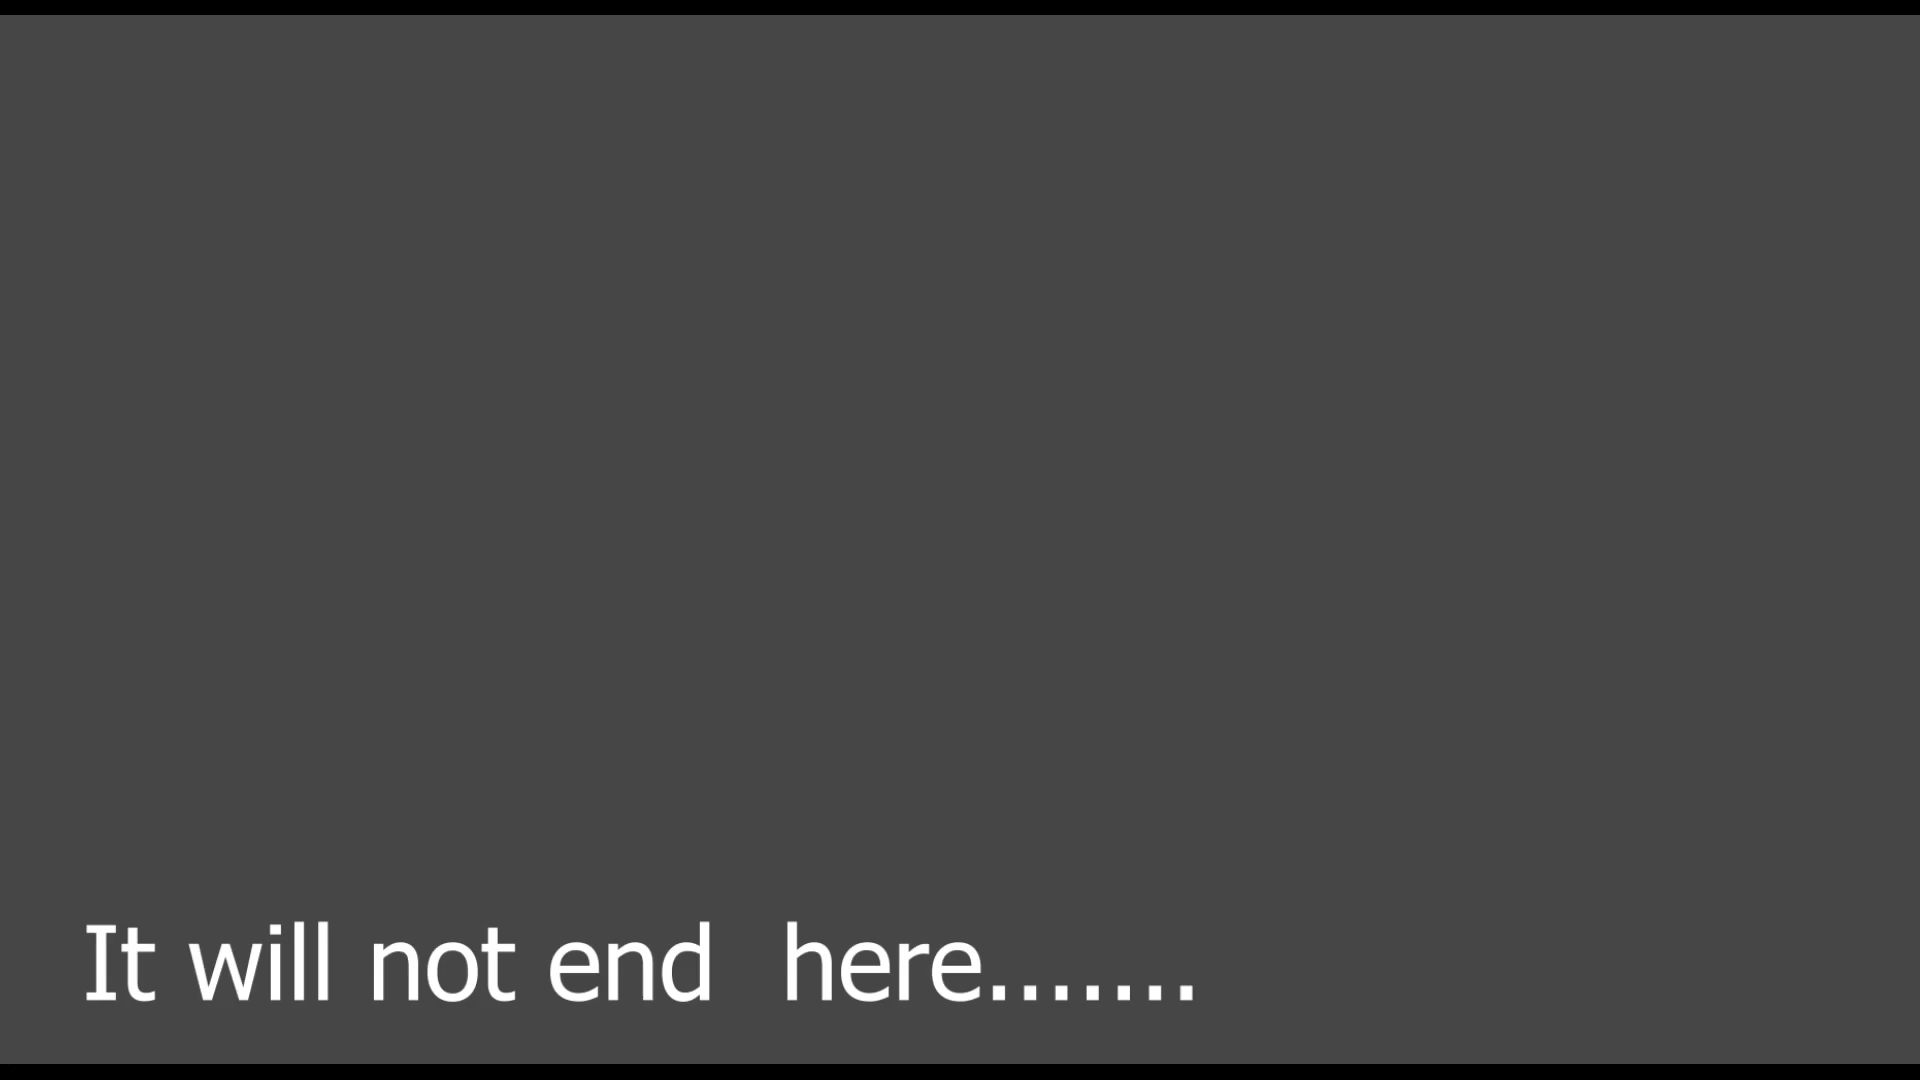 It will not end  here.......